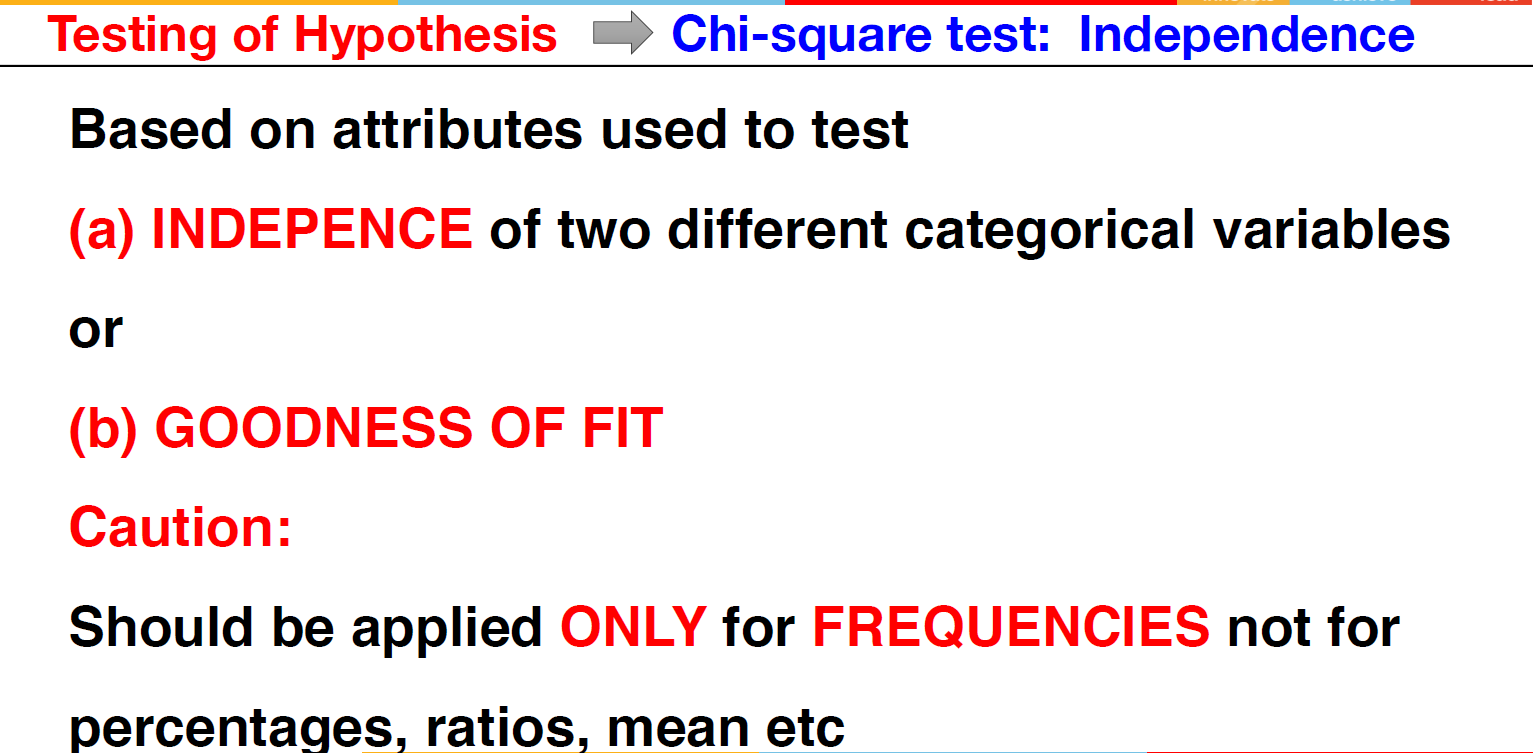 Testing of Hypothesis Chi-square test: Independence
Based on attributes used to test
(a) INDEPENCE of two different categorical variables
or
(b) GOODNESS OF FIT
Caution:
Should be applied ONLY for FREQUENCIES not for
percentages, ratios, mean etc